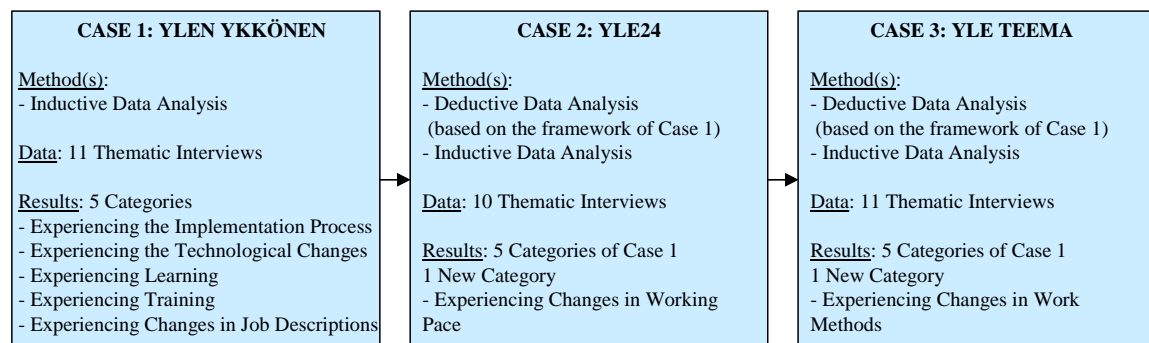 CASE 1: YLEN YKKÖNEN
Method(s):
- Inductive Data Analysis
Data: 11 Thematic Interviews
Results: 5 Categories
- Experiencing the Implementation Process
- Experiencing the Technological Changes
- Experiencing Learning
- Experiencing Training
- Experiencing Changes in Job Descriptions
CASE 2: YLE24
Method(s):
- Deductive Data Analysis
(based on the framework of Case 1)
- Inductive Data Analysis
Data: 10 Thematic Interviews
Results: 5 Categories of Case 1
1 New Category
- Experiencing Changes in Working
Pace
CASE 3: YLE TEEMA
Method(s):
- Deductive Data Analysis
(based on the framework of Case 1)
- Inductive Data Analysis
Data: 11 Thematic Interviews
Results: 5 Categories of Case 1
1 New Category
- Experiencing Changes in Work
Methods